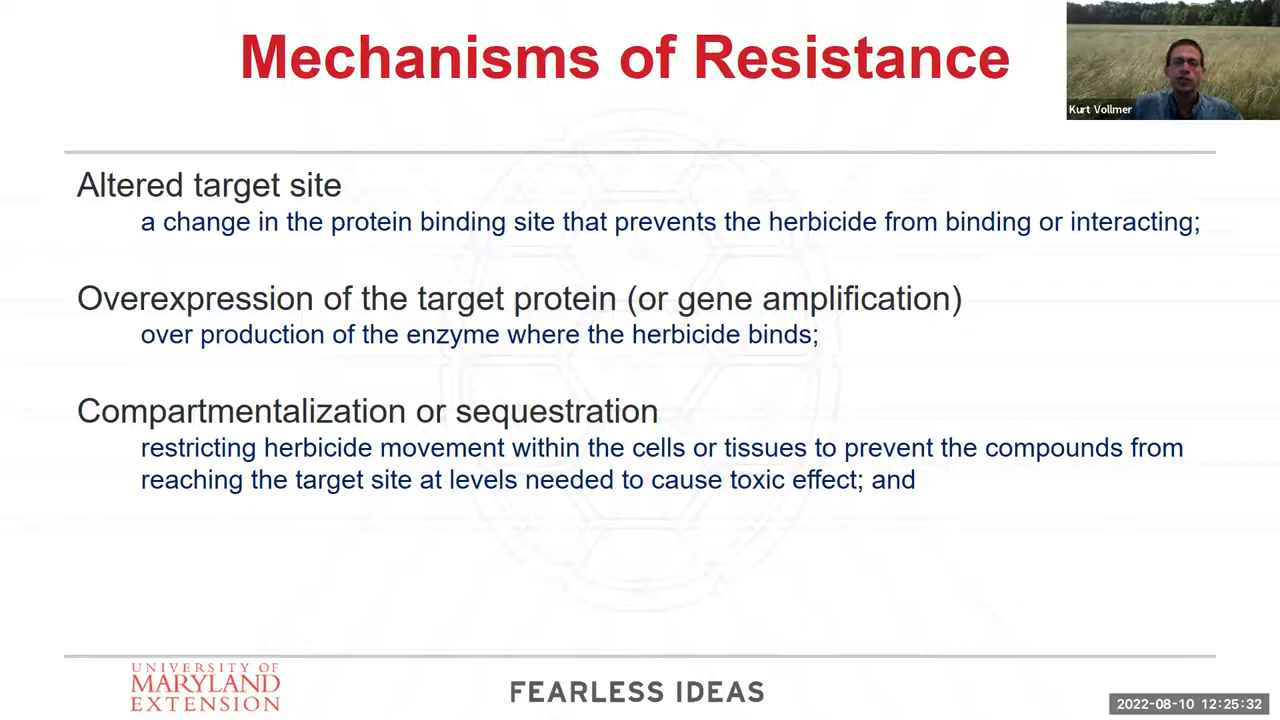 Mechanisms of Resistance
Kurt Vollmer
Altered target site
a change in the protein binding site that prevents the herbicide from binding or interacting;
Overexpression of the target protein (or gene amplification)
over production of the enzyme where the herbicide binds;
Compartmentalization or sequestration
restricting herbicide movement within the cells or tissues to prevent the compounds from
reaching the target site at levels needed to cause toxic effect; and
UNIVERSITY OF
MARYLAND
EXTENSION
FEARLESS IDEAS
2022-08-10 12:25:32